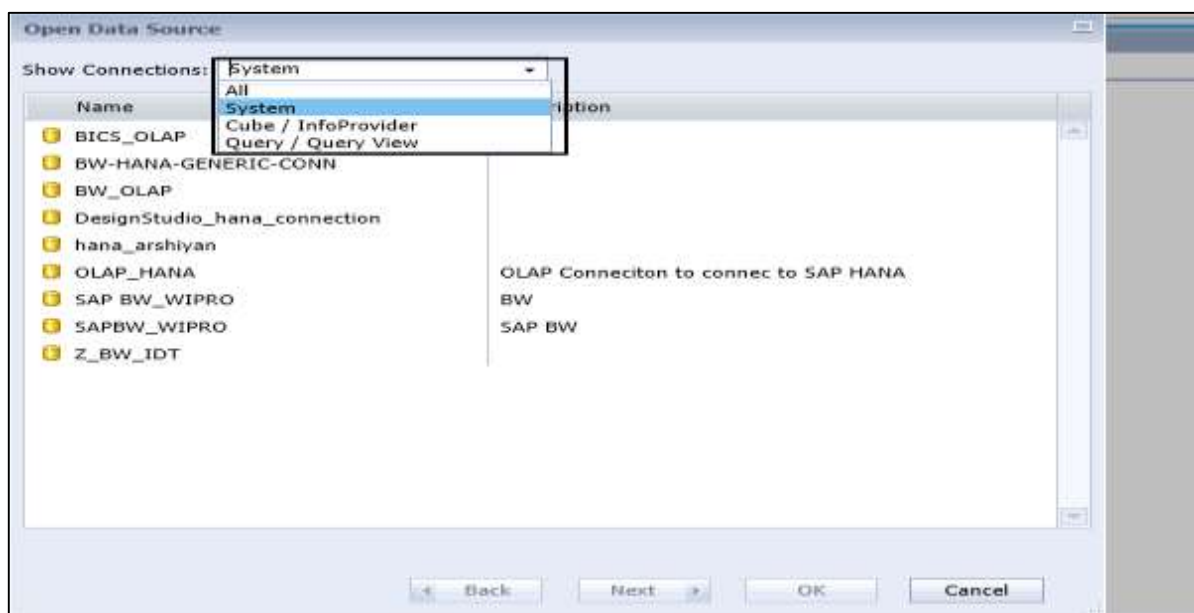 Open Data Source
Show Connections: System
All
System
Cube / InfoProvider
Query / Query View
Name
BICS_OLAP
BW-HANA-GENERIC-CONN
BW_OLAP
DesignStudio_hana_connection
hana_arshiyan
OLAP_HANA OLAP Conneciton to connec to SAP HANA
SAP BW_WIPRO BW
SAPBW_WIPRO SAP BW
Z_BW_IDT
Back Next OK Cancel